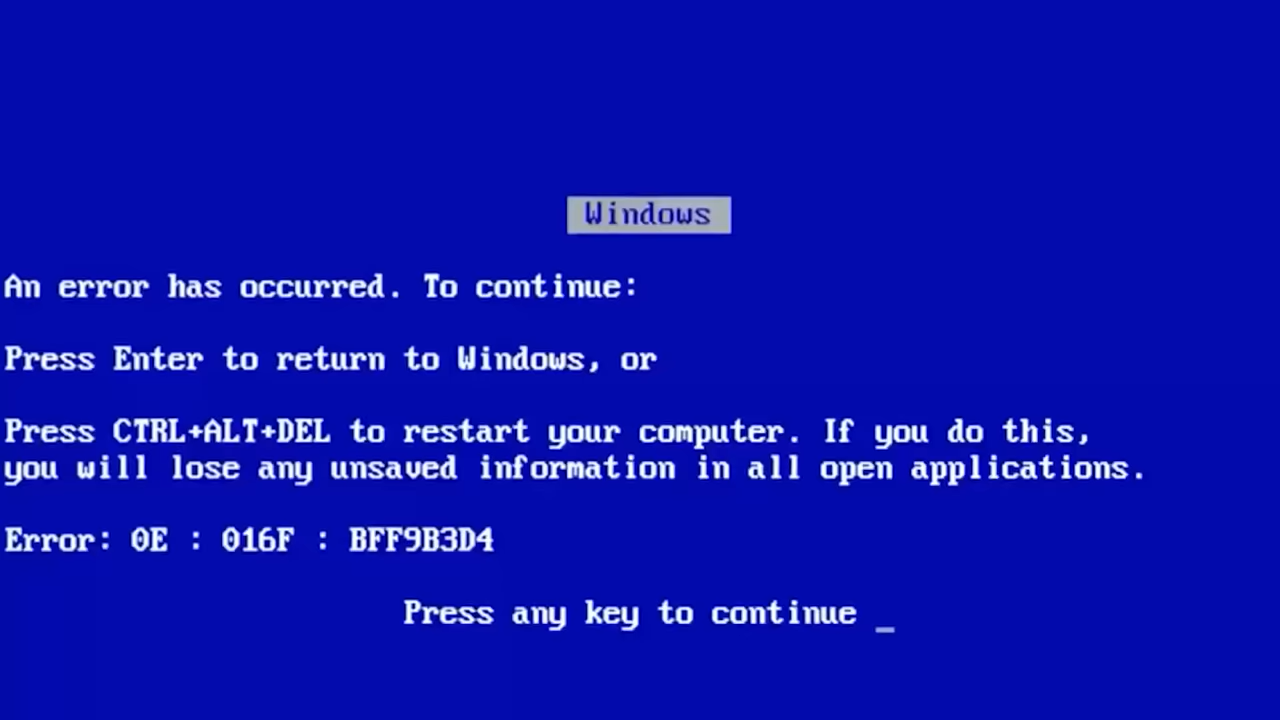 Windows
An error has occurred. To continue:
Press Enter to return to Windows, or
Press CTRL+ALT+DEL to restart your computer. If you do this,
you will lose any unsaved information in all open applications.
Error: 0E : 016F : BFF9B3D4
Press any key to continue _